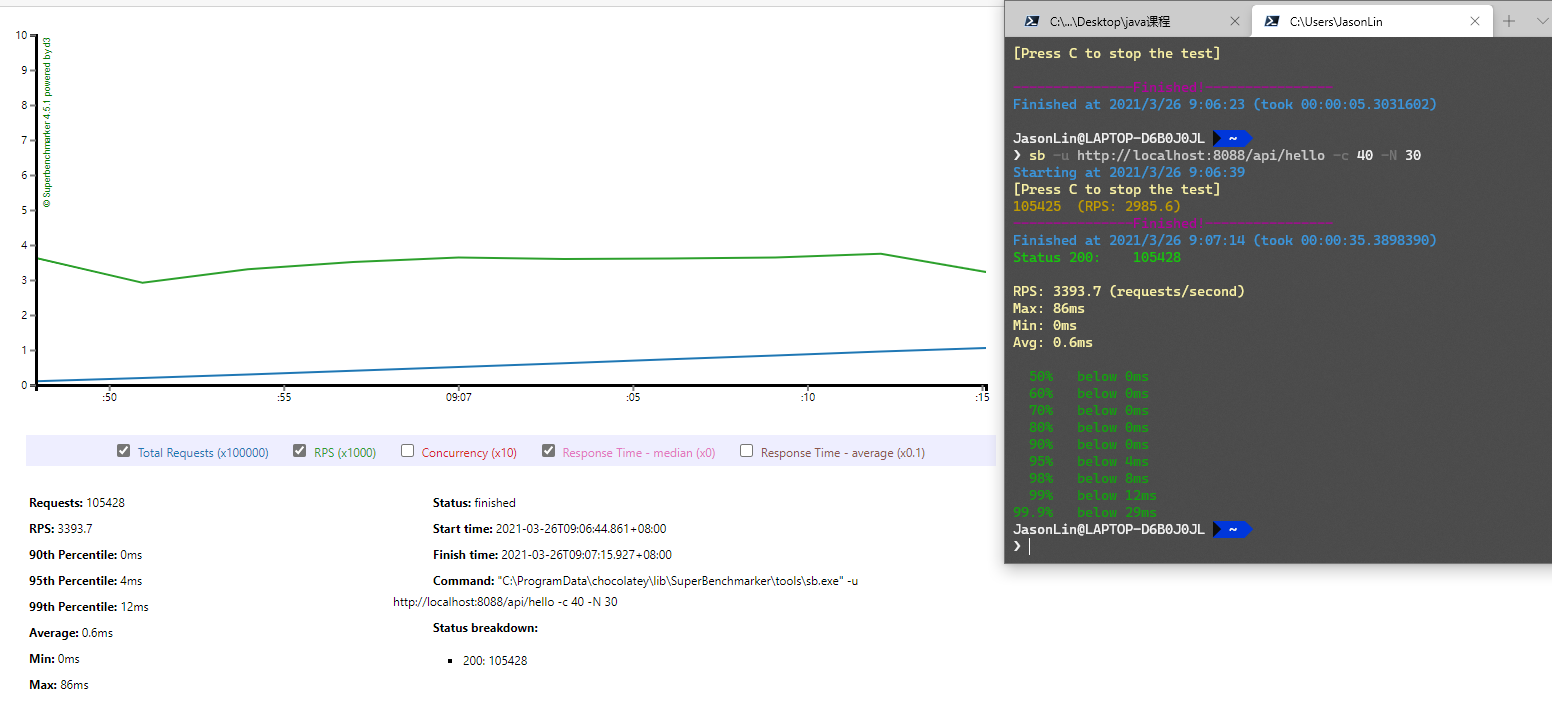 10
9
8
7
6
5
4
3
2
1
0
© Superbenchmarker 4.5.1 powered by d3
:50 :55 09:07 :05 :10 :15
Total Requests (x100000) RPS (x1000) Concurrency (x10) Response Time - median (x0) Response Time - average (x0.1)
Requests: 105428
RPS: 3393.7
90th Percentile: 0ms
95th Percentile: 4ms
99th Percentile: 12ms
Average: 0.6ms
Min: 0ms
Max: 86ms
Status: finished
Start time: 2021-03-26T09:06:44.861+08:00
Finish time: 2021-03-26T09:07:15.927+08:00
Command: "C:\ProgramData\chocolatey\lib\SuperBenchmarker\tools\sb.exe" -u
http://localhost:8088/api/hello -c 40 -N 30
Status breakdown:
200: 105428
C:\...\Desktop\java课程 C:\Users\JasonLin
[Press C to stop the test]
---------------Finished!----------------
Finished at 2021/3/26 9:06:23 (took 00:00:05.3031602)
JasonLin@LAPTOP-D6B0J0JL ~
❯ sb -u http://localhost:8088/api/hello -c 40 -N 30
Starting at 2021/3/26 9:06:39
[Press C to stop the test]
105425 (RPS: 2985.6)
---------------Finished!----------------
Finished at 2021/3/26 9:07:14 (took 00:00:35.3898390)
Status 200: 105428
RPS: 3393.7 (requests/second)
Max: 86ms
Min: 0ms
Avg: 0.6ms
50% below 0ms
60% below 0ms
70% below 0ms
80% below 0ms
90% below 0ms
95% below 4ms
98% below 8ms
99% below 12ms
99.9% below 29ms
JasonLin@LAPTOP-D6B0J0JL ~
❯